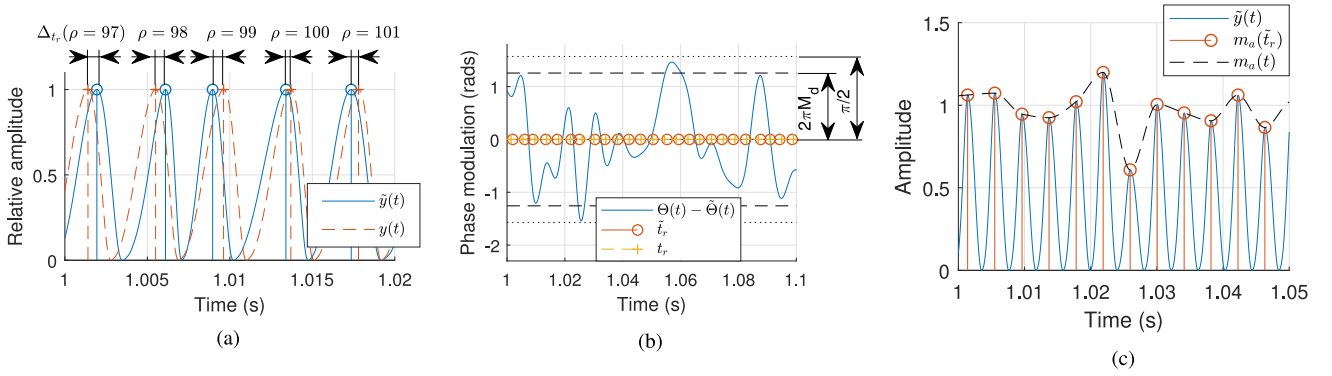 Δ_{t_r}(ρ = 97) ρ = 98 ρ = 99 ρ = 100 ρ = 101
Relative amplitude
1
0.5
0
1 1.005 1.01 1.015 1.02
Time (s)
ỹ(t)
y(t)
(a)
Phase modulation (rads)
1
0
-1
-2
1 1.02 1.04 1.06 1.08 1.1
Time (s)
Θ(t) − Θ̃(t)
t̃_r
t_r
2πM_d
π/2
(b)
Amplitude
1.5
1
0.5
0
1 1.01 1.02 1.03 1.04 1.05
Time (s)
ỹ(t)
m_a(t̃_r)
m_a(t)
(c)